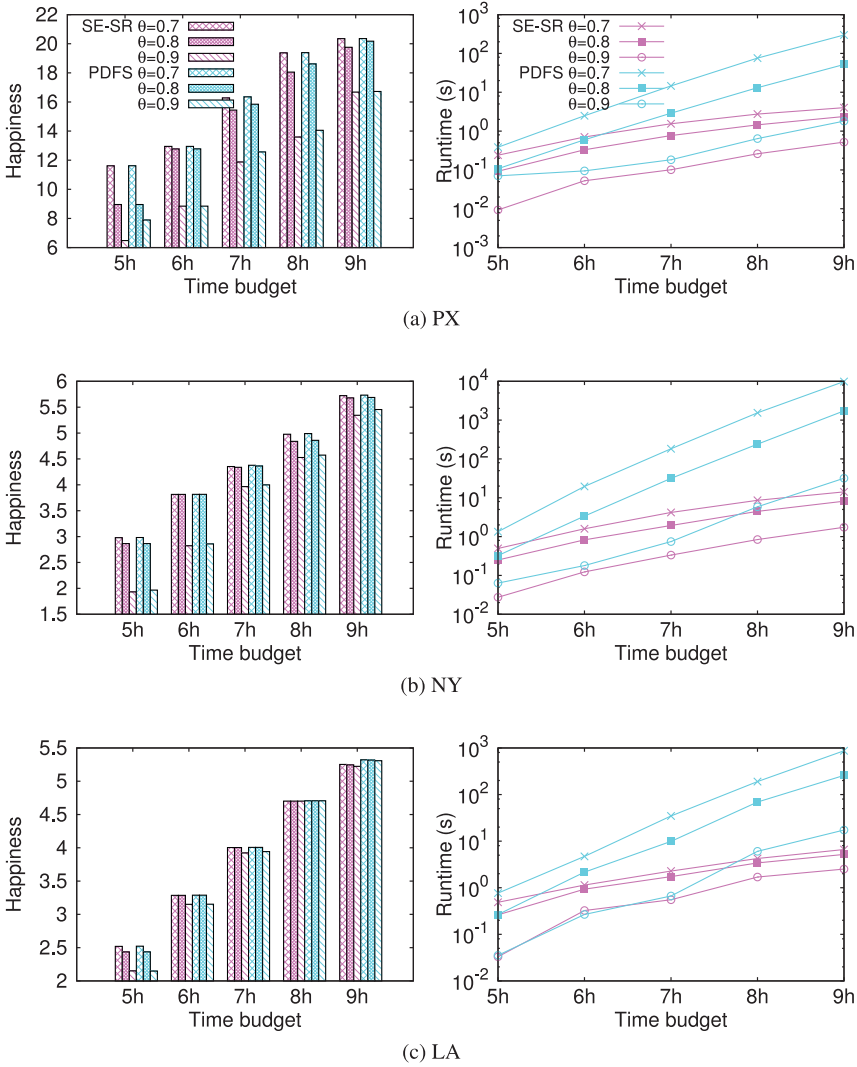 22
20
18
16
14
12
10
8
6
Happiness
SE-SR θ=0.7
θ=0.8
θ=0.9
PDFS θ=0.7
θ=0.8
θ=0.9
5h 6h 7h 8h 9h
Time budget
10^3
10^2
10^1
10^0
10^-1
10^-2
10^-3
Runtime (s)
SE-SR θ=0.7
θ=0.8
θ=0.9
PDFS θ=0.7
θ=0.8
θ=0.9
5h 6h 7h 8h 9h
Time budget
(a) PX
6
5.5
5
4.5
4
3.5
3
2.5
2
1.5
Happiness
5h 6h 7h 8h 9h
Time budget
10^4
10^3
10^2
10^1
10^0
10^-1
10^-2
Runtime (s)
5h 6h 7h 8h 9h
Time budget
(b) NY
5.5
5
4.5
4
3.5
3
2.5
2
Happiness
5h 6h 7h 8h 9h
Time budget
10^3
10^2
10^1
10^0
10^-1
10^-2
Runtime (s)
5h 6h 7h 8h 9h
Time budget
(c) LA